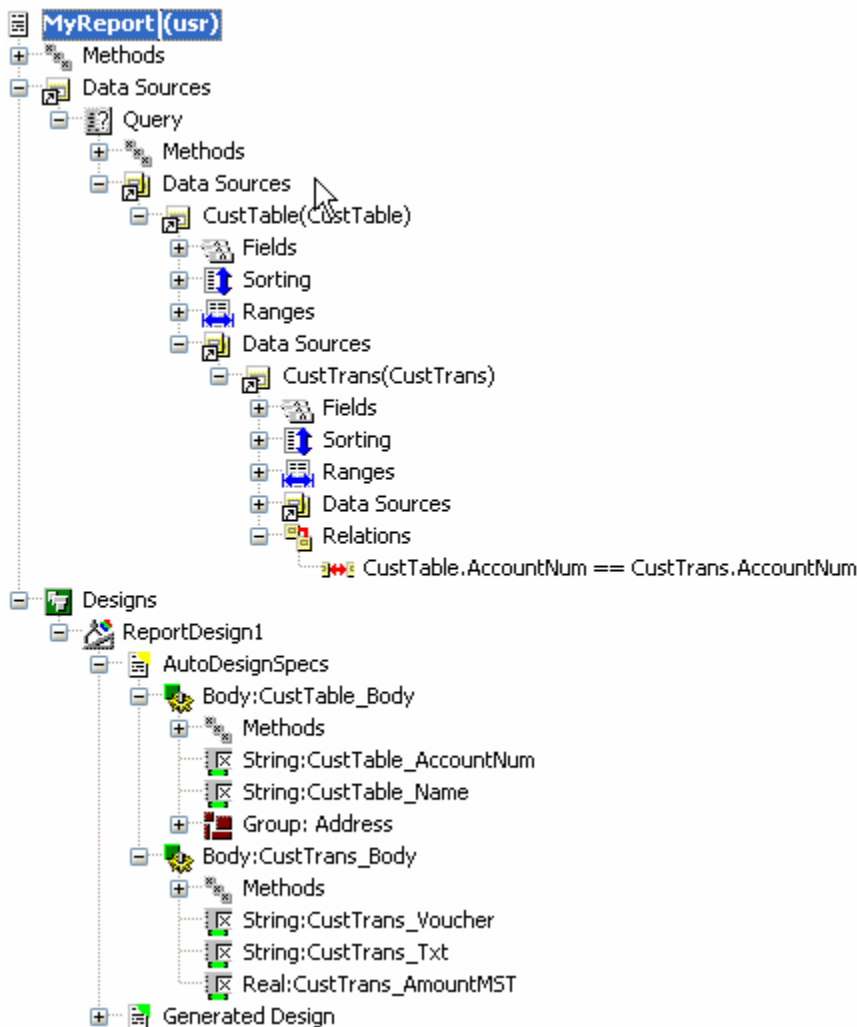 MyReport (usr)
Methods
Data Sources
Query
Methods
Data Sources
CustTable(CustTable)
Fields
Sorting
Ranges
Data Sources
CustTrans(CustTrans)
Fields
Sorting
Ranges
Data Sources
Relations
CustTable.AccountNum == CustTrans.AccountNum
Designs
ReportDesign1
AutoDesignSpecs
Body:CustTable_Body
Methods
String:CustTable_AccountNum
String:CustTable_Name
Group: Address
Body:CustTrans_Body
Methods
String:CustTrans_Voucher
String:CustTrans_Txt
Real:CustTrans_AmountMST
Generated Design